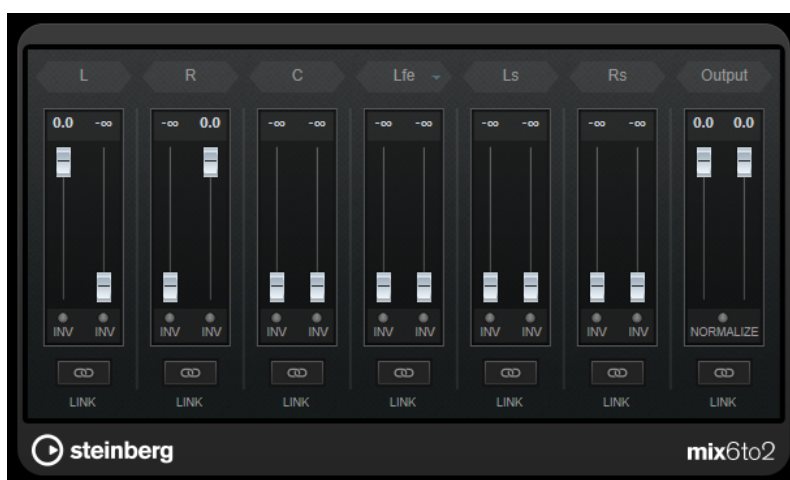 L R C Lfe Ls Rs Output
0.0 -∞ -∞ 0.0 -∞ -∞ -∞ -∞ -∞ -∞ -∞ -∞ 0.0 0.0
INV INV INV INV INV INV INV INV INV INV INV INV NORMALIZE
LINK LINK LINK LINK LINK LINK LINK
steinberg mix6to2